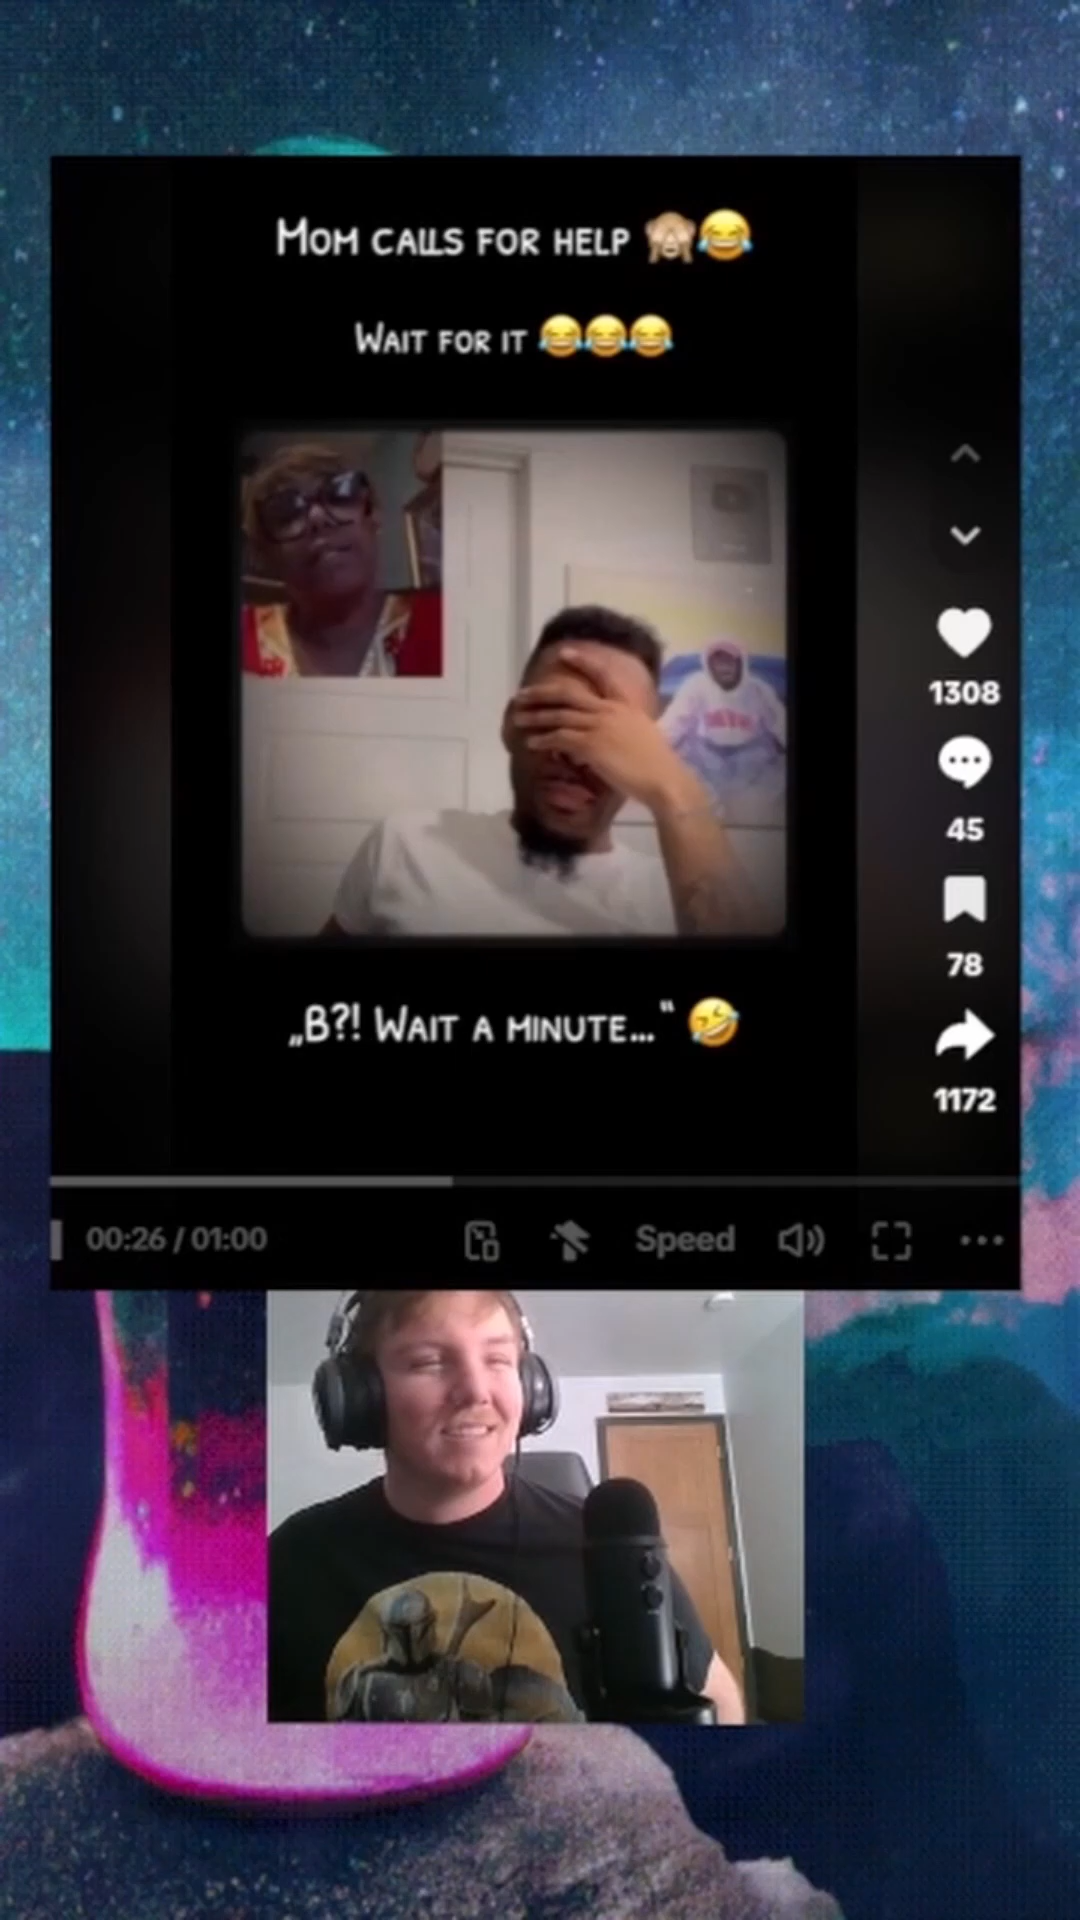 Mom calls for help 🙈😂
Wait for it 😂😂😂
„B?! Wait a minute..." 🤣
1308
45
78
1172
00:26 / 01:00
Speed